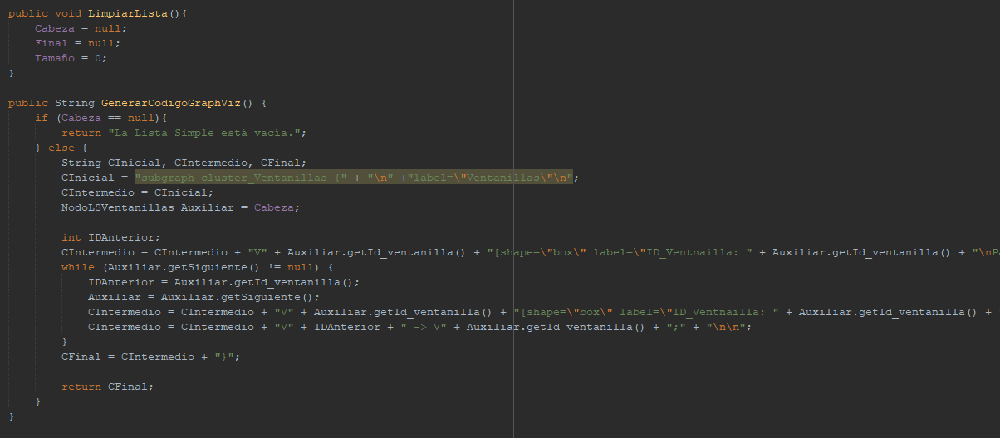 public void LimpiarLista(){
    Cabeza = null;
    Final = null;
    Tamaño = 0;
}
public String GenerarCodigoGraphViz() {
    if (Cabeza == null){
        return "La Lista Simple está vacía.";
    } else {
        String CInicial, CIntermedio, CFinal;
        CInicial = "subgraph cluster_Ventanillas {" + "\n" +"label=\"Ventanillas\"\n";
        CIntermedio = CInicial;
        NodoLSVentanillas Auxiliar = Cabeza;
        int IDAnterior;
        CIntermedio = CIntermedio + "V" + Auxiliar.getId_ventanilla() + "[shape=\"box\" label=\"ID_Ventnailla: " + Auxiliar.getId_ventanilla() + "\nPa
        while (Auxiliar.getSiguiente() != null) {
            IDAnterior = Auxiliar.getId_ventanilla();
            Auxiliar = Auxiliar.getSiguiente();
            CIntermedio = CIntermedio + "V" + Auxiliar.getId_ventanilla() + "[shape=\"box\" label=\"ID_Ventnailla: " + Auxiliar.getId_ventanilla() + "
            CIntermedio = CIntermedio + "V" + IDAnterior + " -> V" + Auxiliar.getId_ventanilla() + ";" + "\n\n";
        }
        CFinal = CIntermedio + "}";
        return CFinal;
    }
}